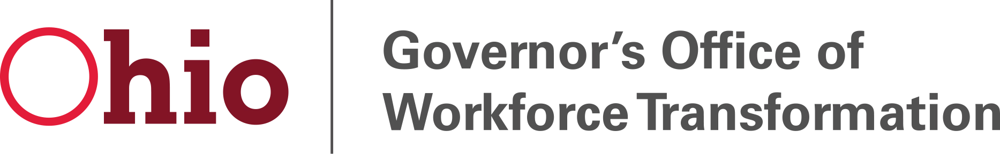 Ohio
Governor’s Office of
Workforce Transformation